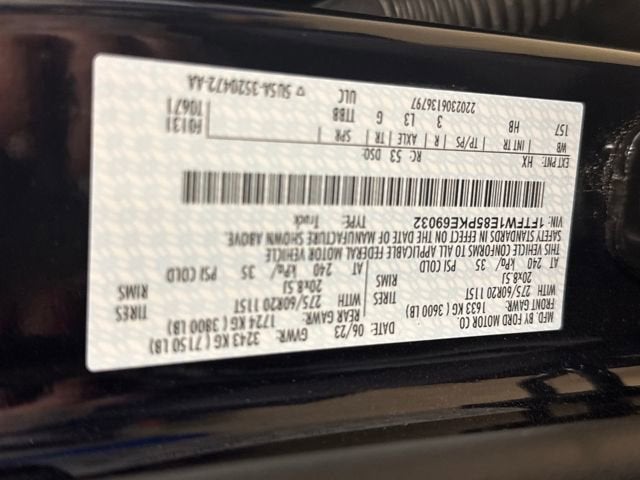 MFD. BY FORD MOTOR CO.
DATE: 06/23 GVWR: 3243 KG ( 7150 LB)
FRONT GAWR: REAR GAWR:
1633 KG (3600 LB) 1724 KG ( 3800 LB)
WITH TIRES WITH TIRES
275/60R20 115T 275/60R20 115T
20x8.5J RIMS 20x8.5J RIMS
AT 240 kPa/ 35 PSI COLD AT 240 kPa/ 35 PSI COLD
THIS VEHICLE CONFORMS TO ALL APPLICABLE FEDERAL MOTOR VEHICLE
SAFETY STANDARDS IN EFFECT ON THE DATE OF MANUFACTURE SHOWN ABOVE.
VIN: 1FTFW1E85PKE69032 TYPE: Truck
EXT PNT: HX RC: 53 DSO:
WB INT TR TP/PS R AXLE TR SPR F0131
157 HB 3 L3 G TTBB T0671
2202306136797 ULC 5U5A-3520472-AA